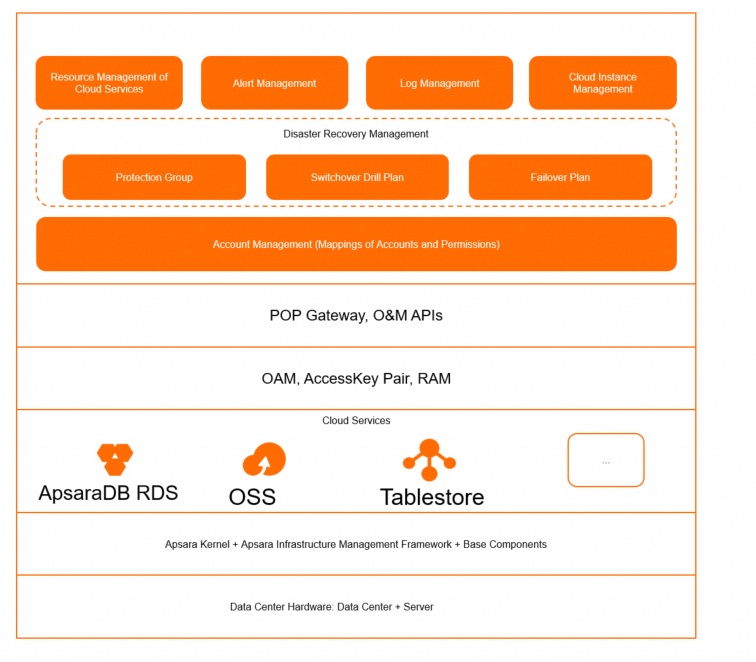 Resource Management of
Cloud Services
Alert Management
Log Management
Cloud Instance
Management
Disaster Recovery Management
Protection Group
Switchover Drill Plan
Failover Plan
Account Management (Mappings of Accounts and Permissions)
POP Gateway, O&M APIs
OAM, AccessKey Pair, RAM
Cloud Services
ApsaraDB RDS
OSS
Tablestore
...
Apsara Kernel + Apsara Infrastructure Management Framework + Base Components
Data Center Hardware: Data Center + Server